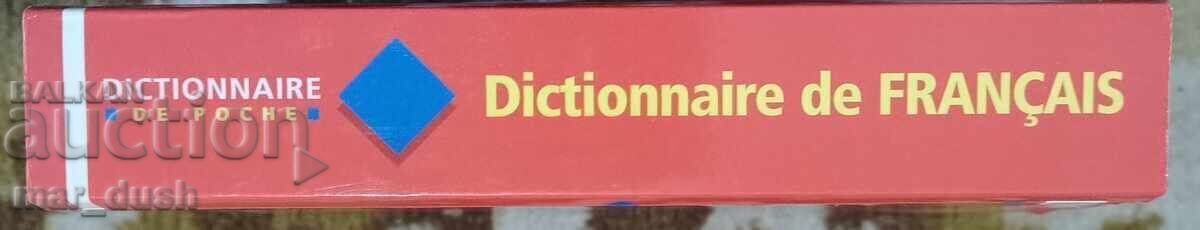 DiCTIONNAIRE
DE POCHE
Dictionnaire de FRANÇAIS
BALKAN
auction
mar_dush